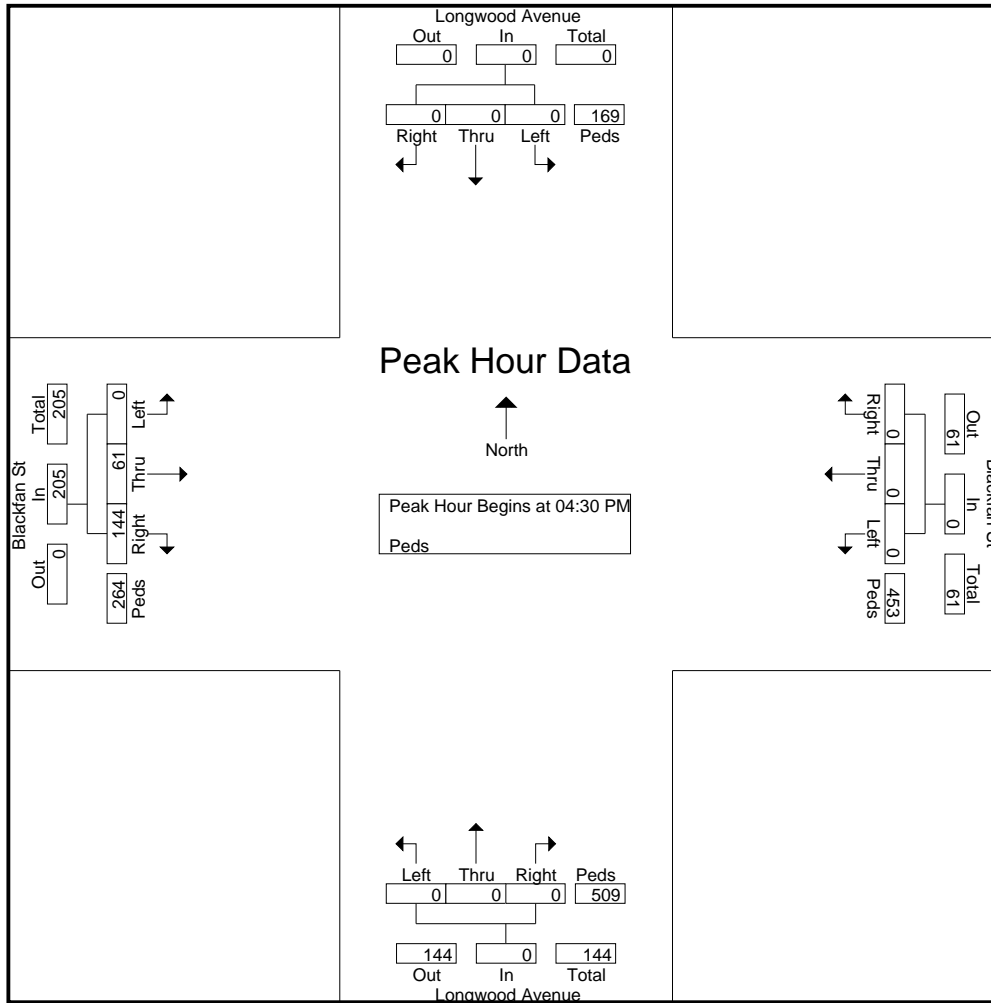 Longwood Avenue
Out In Total
0 0 0
0 0 0 169
Right Thru Left Peds
Peak Hour Data
North
Peak Hour Begins at 04:30 PM
Peds
Blackfan St
Total In Out
205 205 0
0 61 144 264
Left Thru Right Peds
Out In Total
61 0 61
0 0 0 453
Right Thru Left Peds
Left Thru Right Peds
0 0 0 509
144 0 144
Out In Total
Longwood Avenue